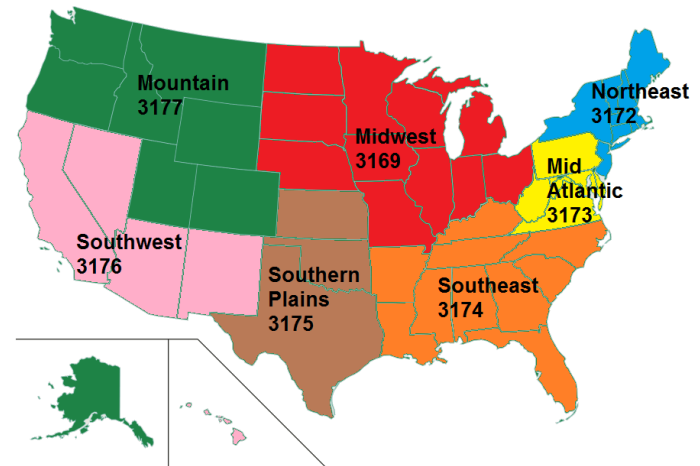 Mountain
3177
Northeast
3172
Midwest
3169
Mid
Atlantic
3173
Southwest
3176
Southern
Plains
3175
Southeast
3174